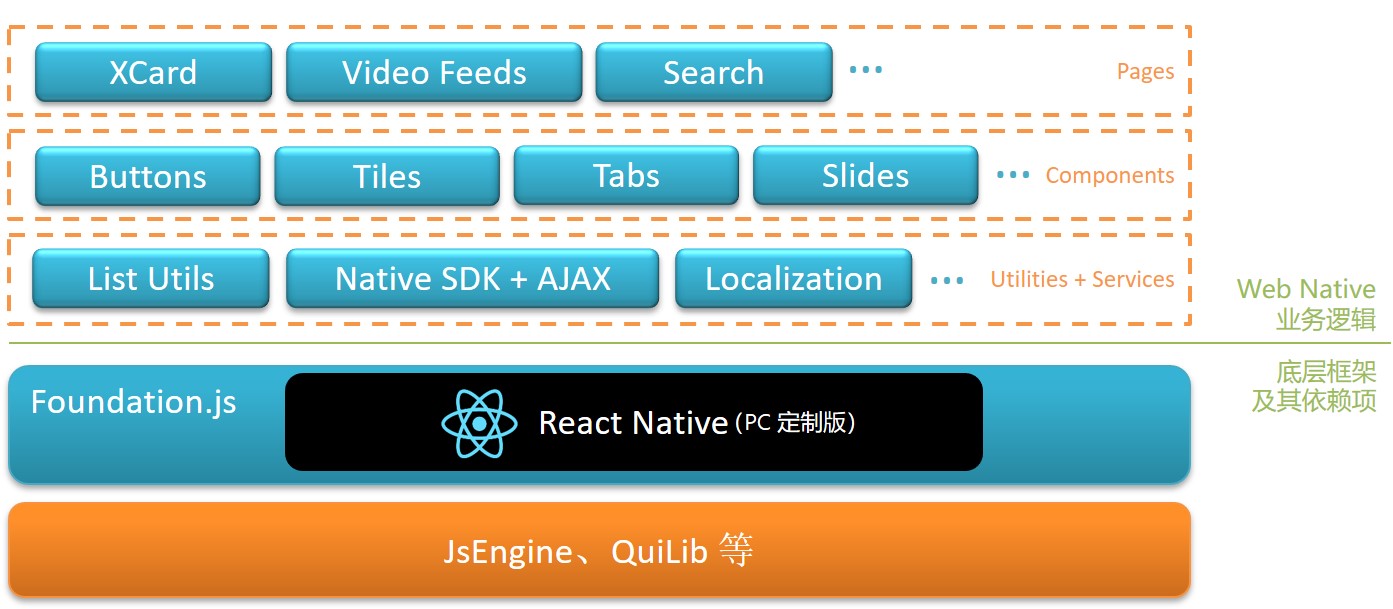 XCard Video Feeds Search ... Pages
Buttons Tiles Tabs Slides ... Components
List Utils Native SDK + AJAX Localization ... Utilities + Services
Web Native
业务逻辑
底层框架
及其依赖项
Foundation.js
React Native (PC 定制版)
JsEngine、QuiLib 等